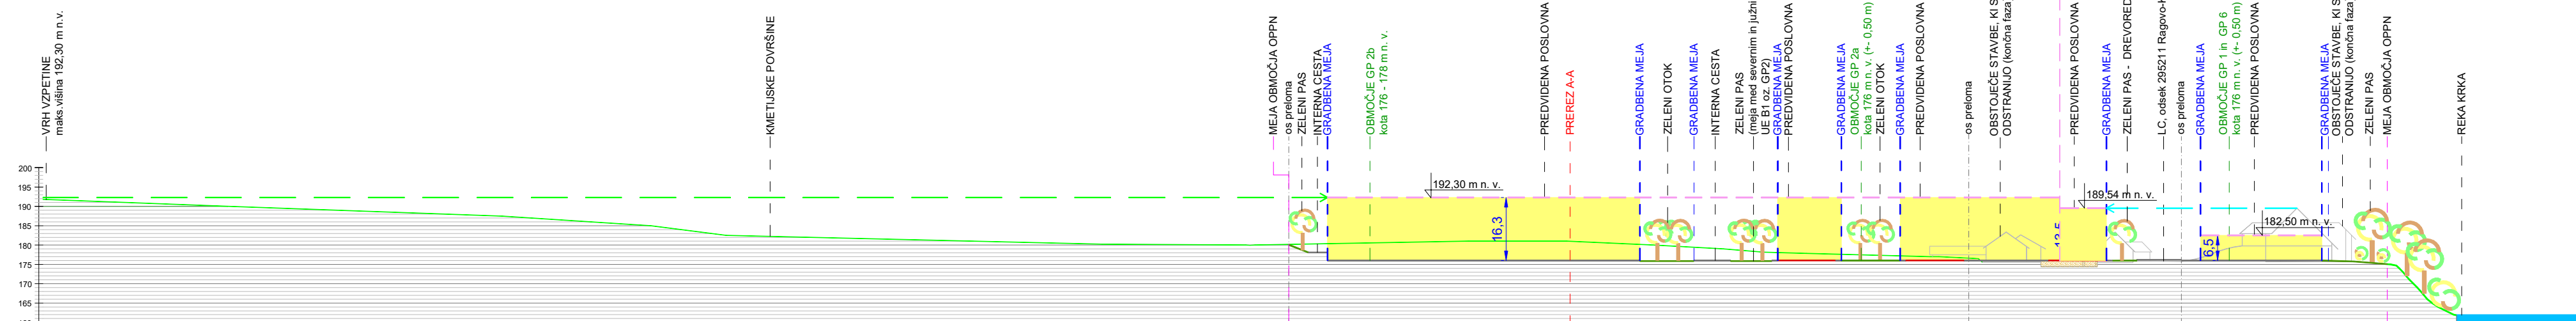 VRH VZPETINE
maks.višina 192,30 m n.v.
KMETIJSKE POVRŠINE
MEJA OBMOČJA OPPN
os preloma
ZELENI PAS
INTERNA CESTA
GRADBENA MEJA
OBMOČJE GP 2b
kota 176 - 178 m n. v.
PREDVIDENA POSLOVNA
PREREZ A-A
GRADBENA MEJA
ZELENI OTOK
GRADBENA MEJA
INTERNA CESTA
ZELENI PAS
(meja med severnim in južni
UE B1 oz. GP2)
GRADBENA MEJA
PREDVIDENA POSLOVNA
GRADBENA MEJA
OBMOČJE GP 2a
kota 176 m n. v. (+- 0,50 m)
ZELENI OTOK
GRADBENA MEJA
PREDVIDENA POSLOVNA
os preloma
OBSTOJEČE STAVBE, KI S
ODSTRANIJO (končna faza)
PREDVIDENA POSLOVNA
GRADBENA MEJA
ZELENI PAS - DREVORED
LC, odsek 295211 Ragovo-
os preloma
GRADBENA MEJA
OBMOČJE GP 1 in GP 6
kota 176 m n. v. (+- 0,50 m)
PREDVIDENA POSLOVNA
GRADBENA MEJA
OBSTOJEČE STAVBE, KI S
ODSTRANIJO (končna faza)
ZELENI PAS
MEJA OBMOČJA OPPN
REKA KRKA
200
195
190
185
180
175
170
165
192,30 m n. v.
16,3
13,5
189,54 m n. v.
182,50 m n. v.
6,5